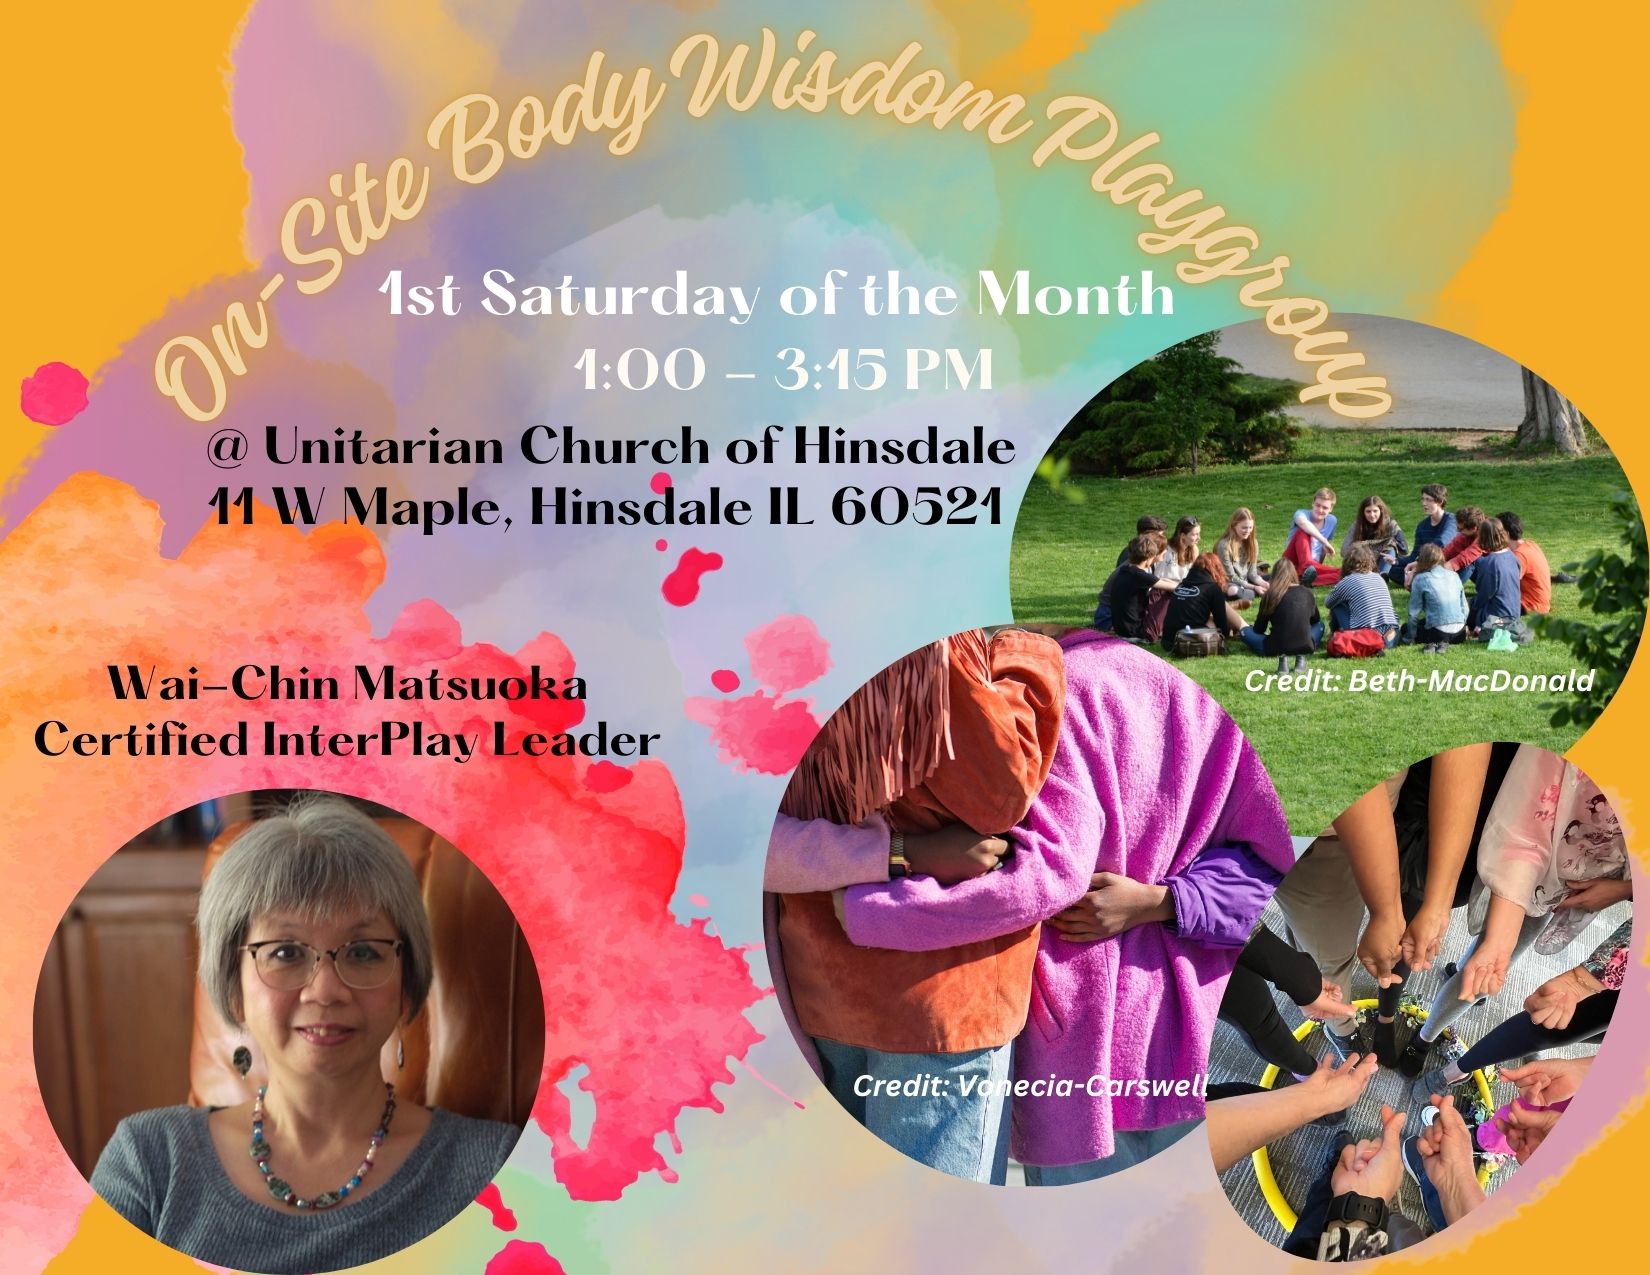 On-Site Body Wisdom Playgroup
1st Saturday of the Month
1:00 – 3:15 PM
@ Unitarian Church of Hinsdale
11 W Maple, Hinsdale IL 60521
Wai-Chin Matsuoka
Certified InterPlay Leader
Credit: Beth-MacDonald
Credit: Vonecia-Carswell